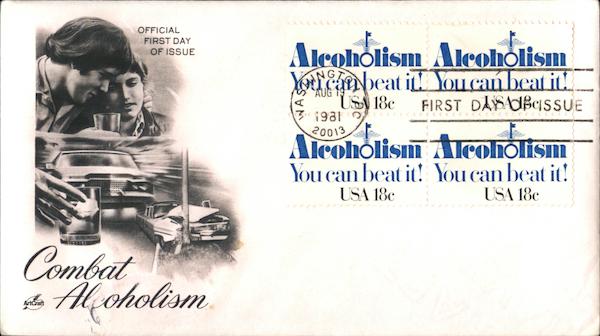 OFFICIAL
FIRST DAY
OF ISSUE
Alcoholism
You can beat it!
USA 18c
Alcoholism
You can beat it!
USA 18c
WASHINGTON
AUG 19
1981
20013
FIRST DAY OF ISSUE
Alcoholism
You can beat it!
USA 18c
Alcoholism
You can beat it!
USA 18c
Combat
Alcoholism
ArtCraft